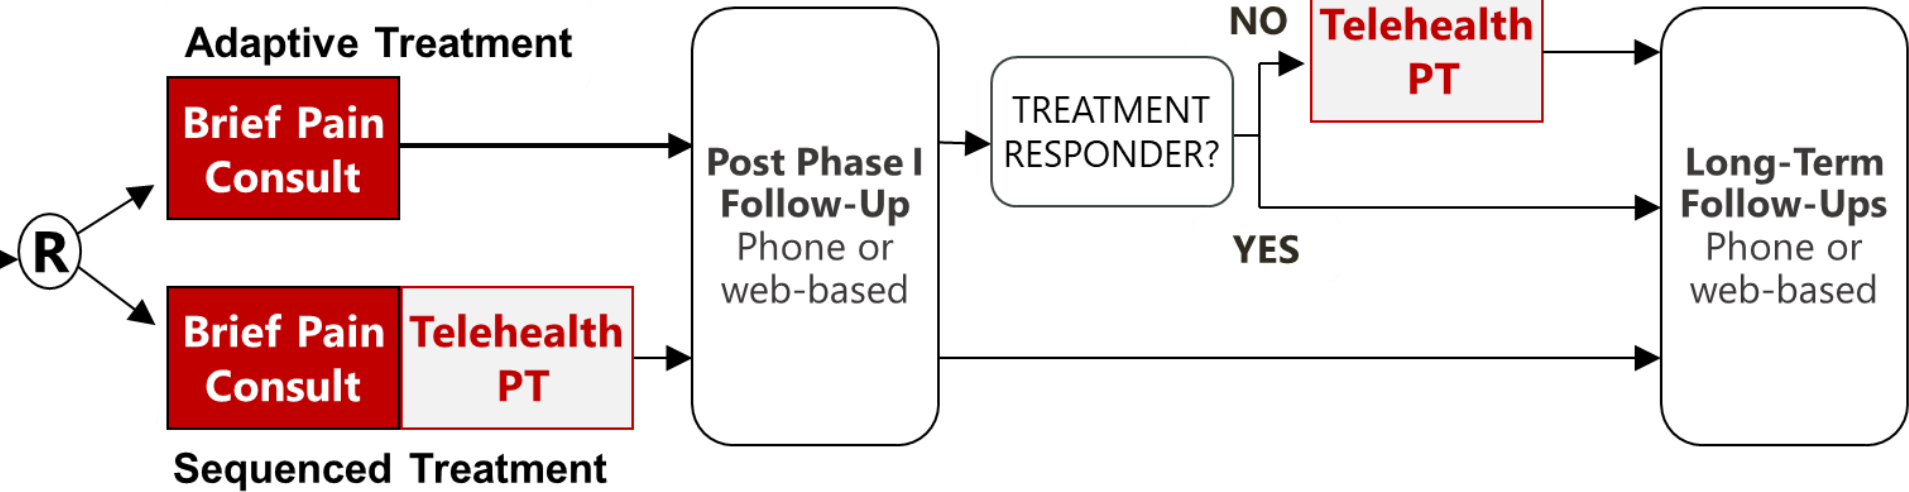 Adaptive Treatment
Brief Pain
Consult
R
Brief Pain
Consult
Telehealth
PT
Sequenced Treatment
Post Phase I
Follow-Up
Phone or
web-based
TREATMENT
RESPONDER?
NO
YES
Telehealth
PT
Long-Term
Follow-Ups
Phone or
web-based